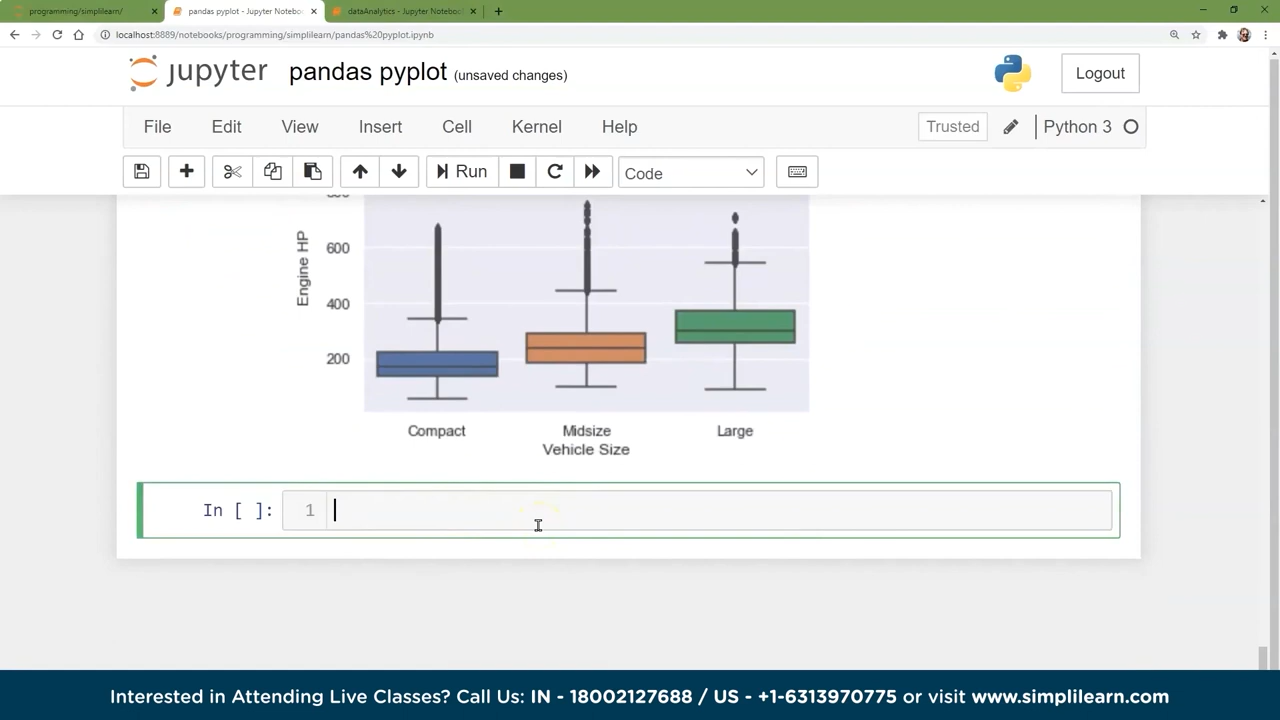 programming/simplilearn/
pandas pyplot - Jupyter Noteboo
dataAnalytics - Jupyter Noteboo
localhost:8889/notebooks/programming/simplilearn/pandas%20pyplot.ipynb
jupyter pandas pyplot (unsaved changes)
Logout
File Edit View Insert Cell Kernel Help
Trusted Python 3
Run Code
600
400
200
Engine HP
Compact Midsize Large
Vehicle Size
In [ ]: 1
Interested in Attending Live Classes? Call Us: IN - 18002127688 / US - +1-6313970775 or visit www.simplilearn.com